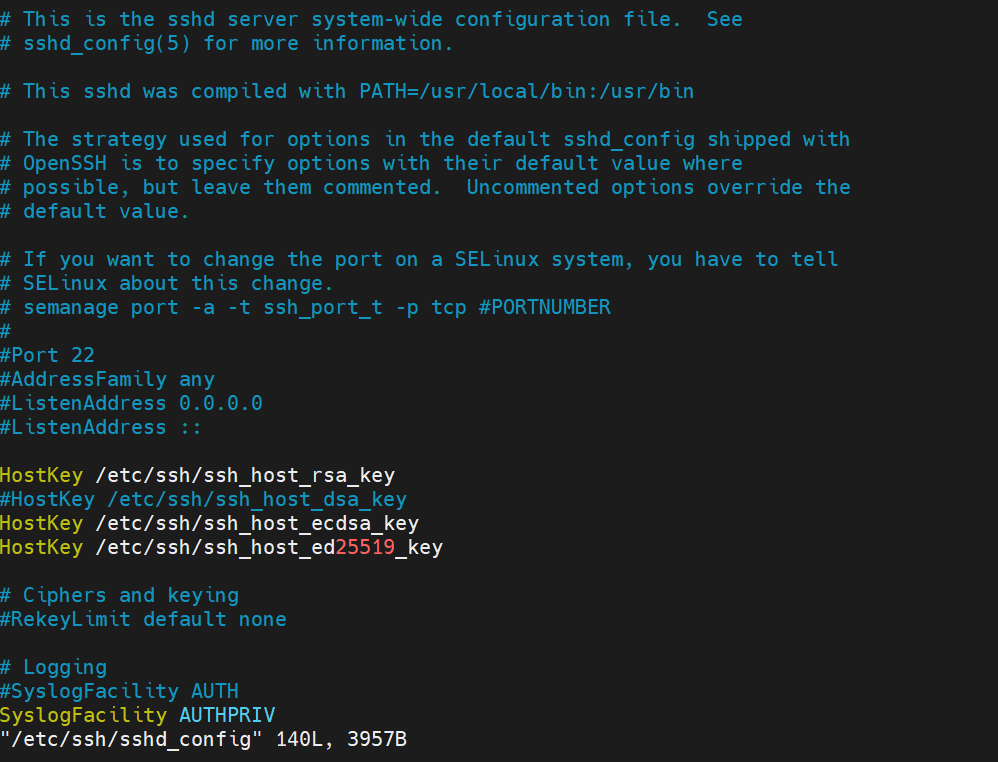 # This is the sshd server system-wide configuration file.  See
# sshd_config(5) for more information.

# This sshd was compiled with PATH=/usr/local/bin:/usr/bin

# The strategy used for options in the default sshd_config shipped with
# OpenSSH is to specify options with their default value where
# possible, but leave them commented.  Uncommented options override the
# default value.

# If you want to change the port on a SELinux system, you have to tell
# SELinux about this change.
# semanage port -a -t ssh_port_t -p tcp #PORTNUMBER
#
#Port 22
#AddressFamily any
#ListenAddress 0.0.0.0
#ListenAddress ::

HostKey /etc/ssh/ssh_host_rsa_key
#HostKey /etc/ssh/ssh_host_dsa_key
HostKey /etc/ssh/ssh_host_ecdsa_key
HostKey /etc/ssh/ssh_host_ed25519_key

# Ciphers and keying
#RekeyLimit default none

# Logging
#SyslogFacility AUTH
SyslogFacility AUTHPRIV
"/etc/ssh/sshd_config" 140L, 3957B